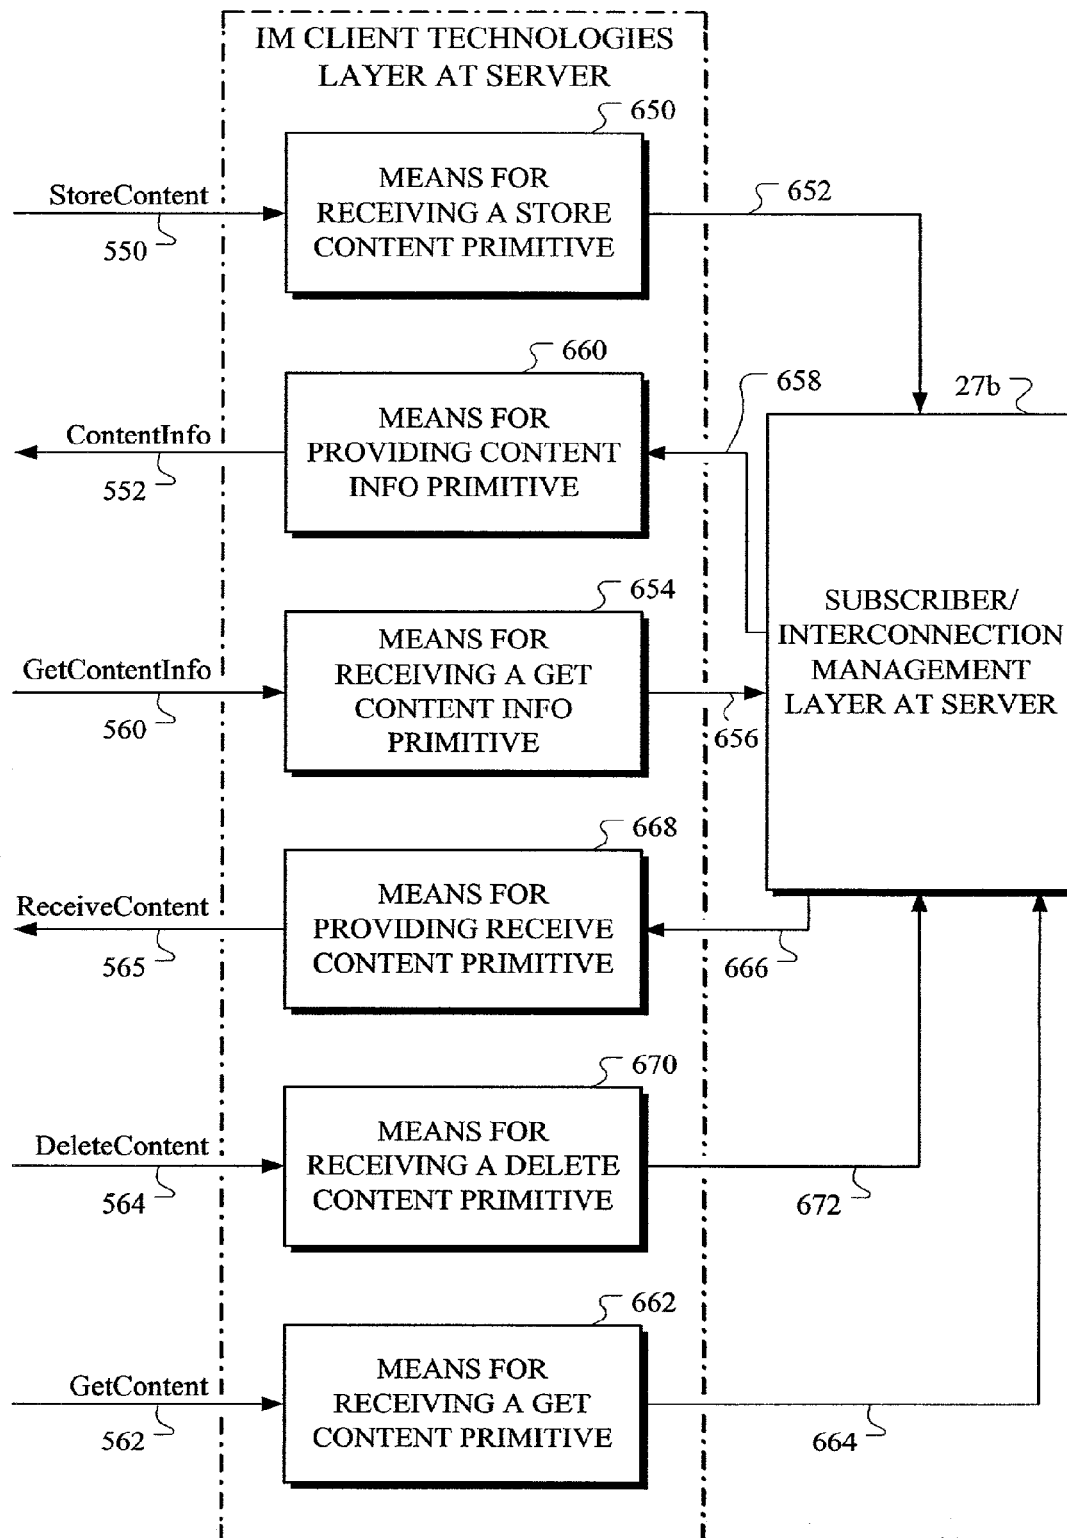 IM CLIENT TECHNOLOGIES
LAYER AT SERVER
650
MEANS FOR
RECEIVING A STORE
CONTENT PRIMITIVE
StoreContent
550
652
660
MEANS FOR
PROVIDING CONTENT
INFO PRIMITIVE
ContentInfo
552
658
27b
SUBSCRIBER/
INTERCONNECTION
MANAGEMENT
LAYER AT SERVER
654
MEANS FOR
RECEIVING A GET
CONTENT INFO
PRIMITIVE
GetContentInfo
560
656
668
MEANS FOR
PROVIDING RECEIVE
CONTENT PRIMITIVE
ReceiveContent
565
666
670
MEANS FOR
RECEIVING A DELETE
CONTENT PRIMITIVE
DeleteContent
564
672
662
MEANS FOR
RECEIVING A GET
CONTENT PRIMITIVE
GetContent
562
664